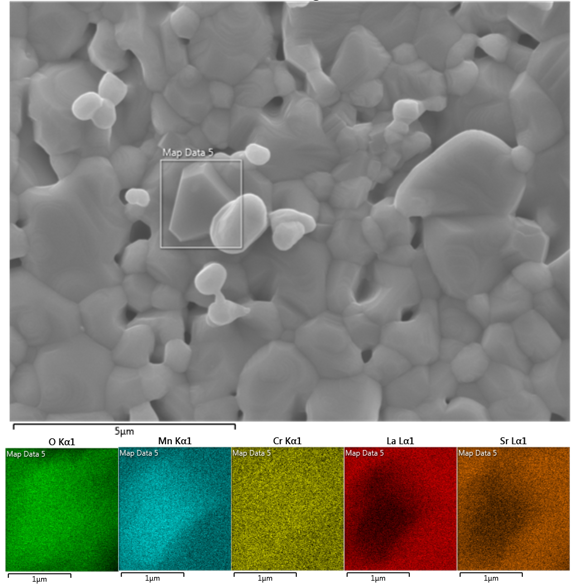 Map Data 5
5μm
O Kα1
Mn Kα1
Cr Kα1
La Lα1
Sr Lα1
Map Data 5
Map Data 5
Map Data 5
Map Data 5
Map Data 5
1μm
1μm
1μm
1μm
1μm